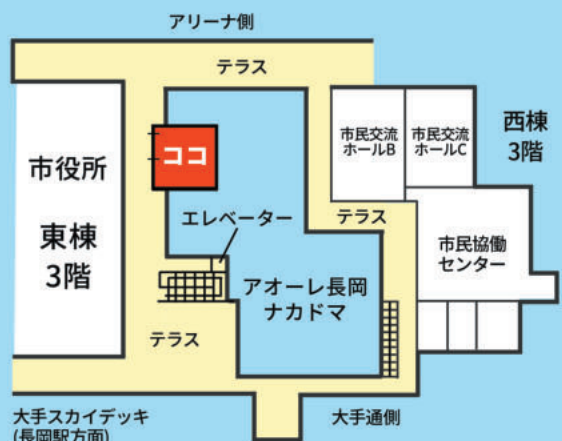 アリーナ側
テラス
市民交流
ホールB
市民交流
ホールC
西棟
3階
ココ
市役所
東棟
3階
エレベーター
テラス
市民協働
センター
アオーレ長岡
ナカドマ
テラス
大手スカイデッキ
(長岡駅方面)
大手通側